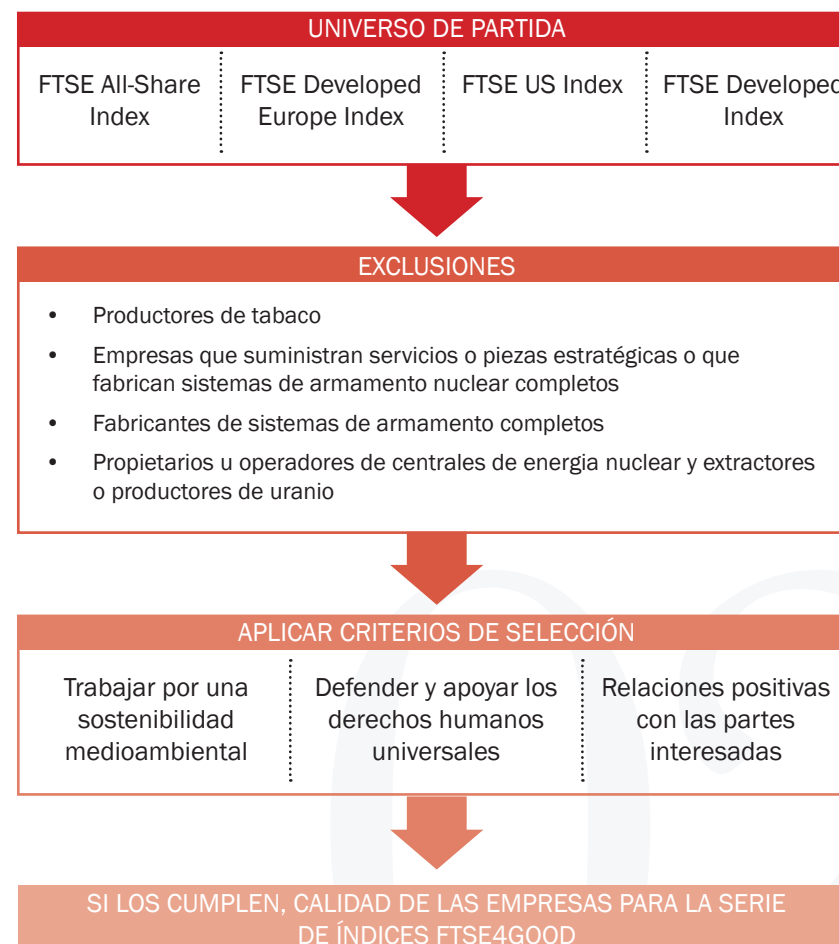 UNIVERSO DE PARTIDA
FTSE All-Share
Index
FTSE Developed
Europe Index
FTSE US Index
FTSE Developed
Index
EXCLUSIONES
• Productores de tabaco
• Empresas que suministran servicios o piezas estratégicas o que
fabrican sistemas de armamento nuclear completos
• Fabricantes de sistemas de armamento completos
• Propietarios u operadores de centrales de energia nuclear y extractores
o productores de uranio
APLICAR CRITERIOS DE SELECCIÓN
Trabajar por una
sostenibilidad
medioambiental
Defender y apoyar los
derechos humanos
universales
Relaciones positivas
con las partes
interesadas
SI LOS CUMPLEN, CALIDAD DE LAS EMPRESAS PARA LA SERIE
DE ÍNDICES FTSE4GOOD